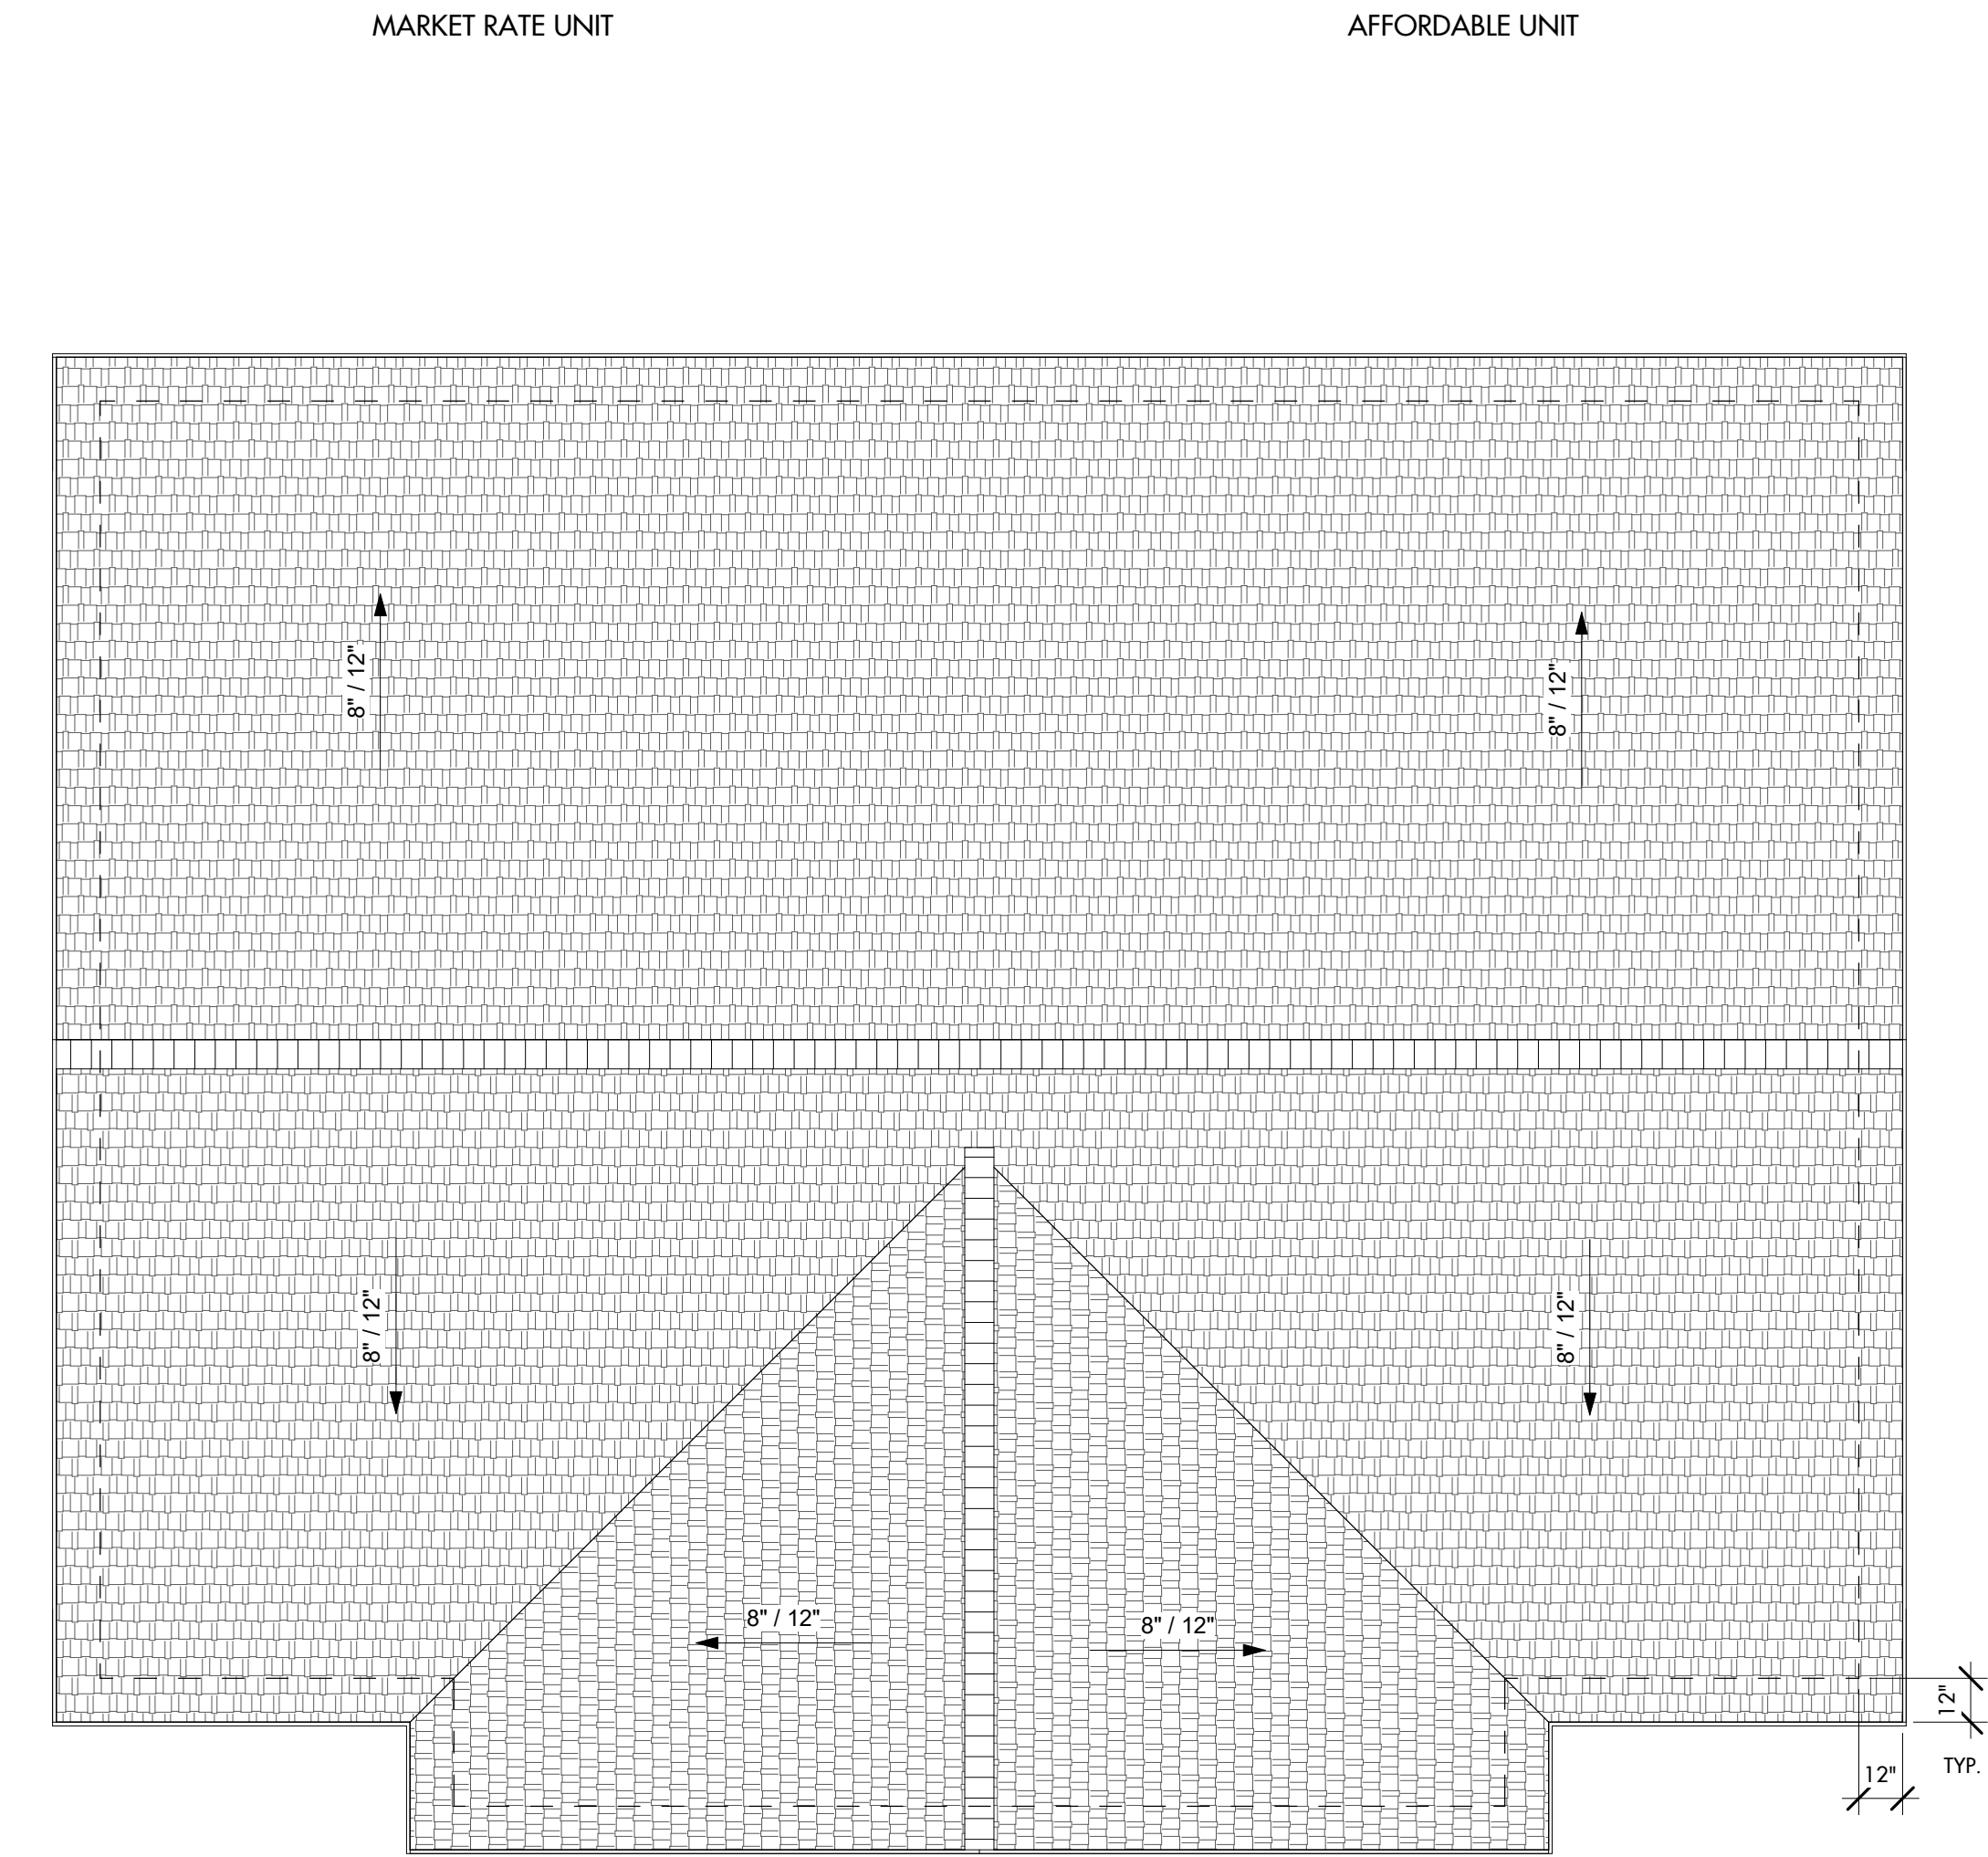 MARKET RATE UNIT
AFFORDABLE UNIT
8" / 12"
8" / 12"
8" / 12"
8" / 12"
8" / 12"
8" / 12"
12"
TYP.
12"